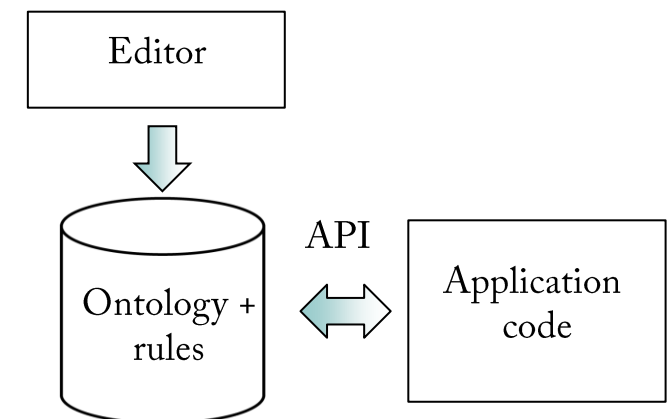 Editor
API
Ontology +
rules
Application
code